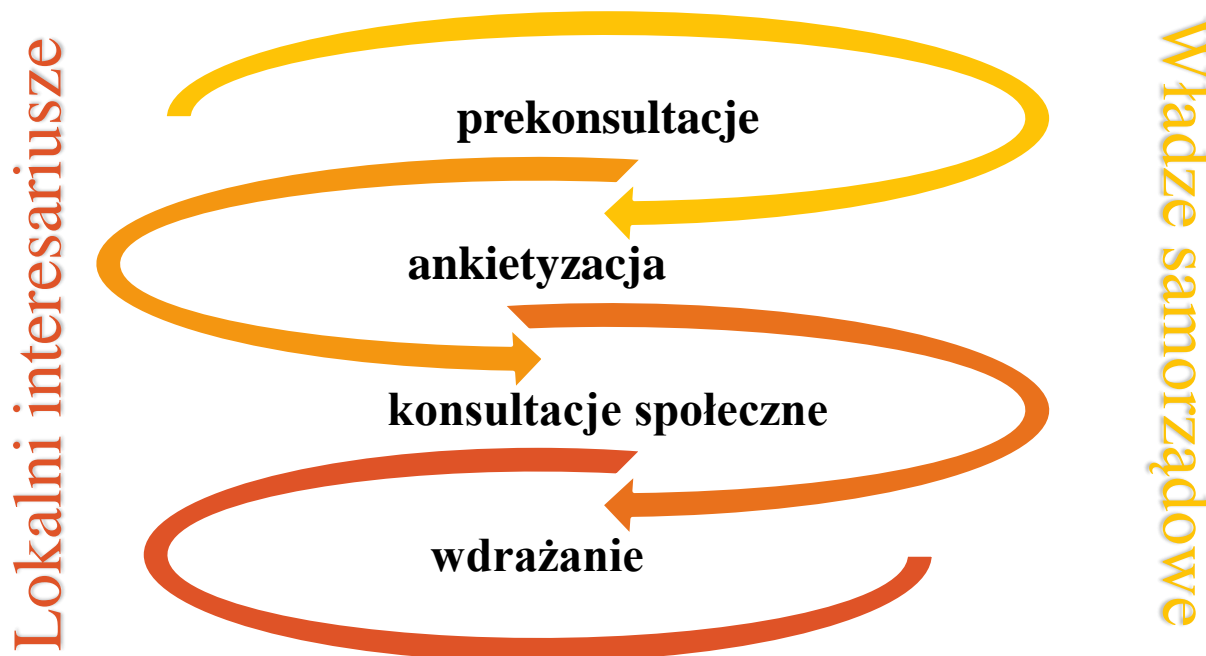 Lokalni interesariusze
prekonsultacje
ankietyzacja
konsultacje społeczne
wdrażanie
Władze samorządowe